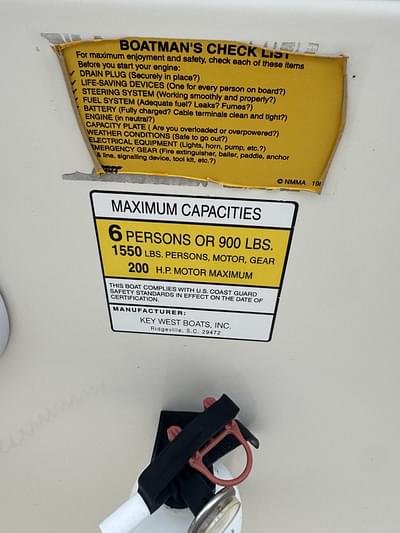 BOATMAN'S CHECK LIST
For maximum enjoyment and safety, check each of these items
Before you start your engine:
DRAIN PLUG (Securely in place?)
LIFE-SAVING DEVICES (One for every person on board?)
STEERING SYSTEM (Working smoothly and properly?)
FUEL SYSTEM (Adequate fuel? Leaks? Fumes?)
BATTERY (Fully charged? Cable terminals clean and tight?)
ENGINE (in neutral?)
CAPACITY PLATE (Are you overloaded or overpowered?)
WEATHER CONDITIONS (Safe to go out?)
ELECTRICAL EQUIPMENT (Lights, horn, pump, etc.?)
EMERGENCY GEAR (Fire extinguisher, bailer, paddle, anchor
& line, signalling device, tool kit, etc.?)
© NMMA 19
MAXIMUM CAPACITIES
6 PERSONS OR 900 LBS.
1550 LBS. PERSONS, MOTOR, GEAR
200 H.P. MOTOR MAXIMUM
THIS BOAT COMPLIES WITH U.S. COAST GUARD
SAFETY STANDARDS IN EFFECT ON THE DATE OF
CERTIFICATION.
MANUFACTURER:
KEY WEST BOATS, INC.
Ridgeville, S.C. 29472